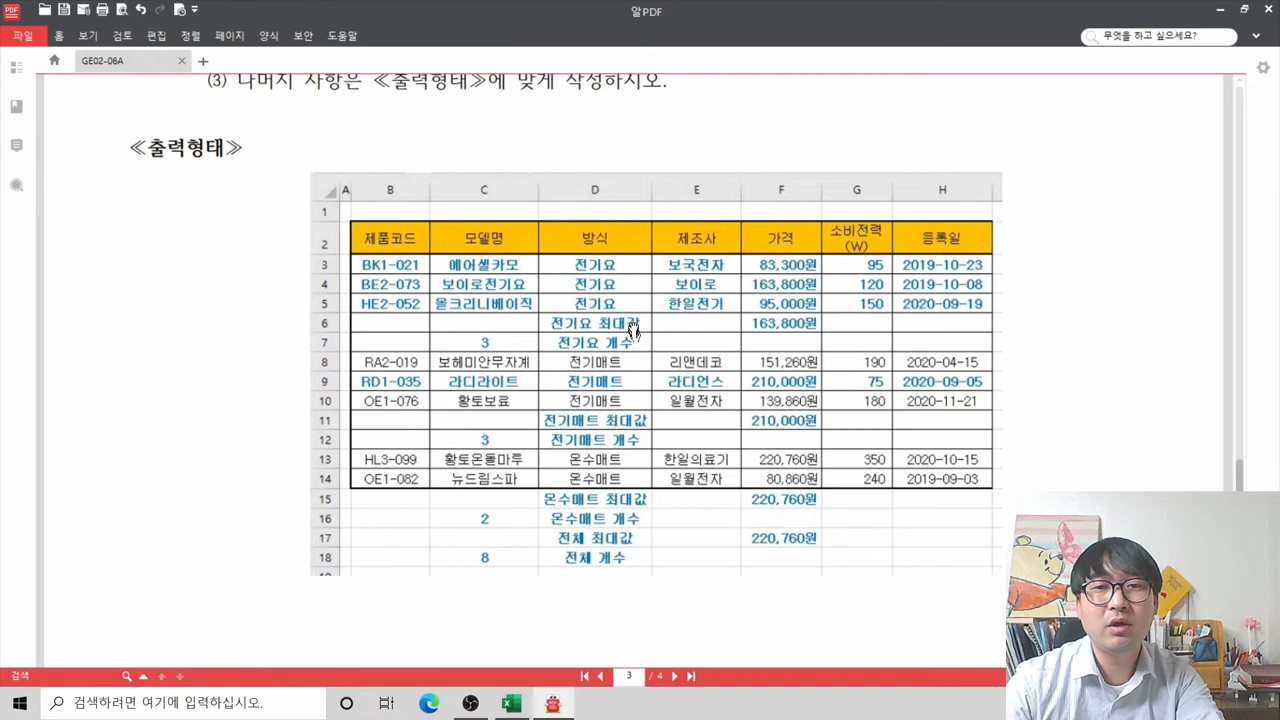 알PDF
파일 홈 보기 검토 편집 정렬 페이지 양식 보안 도움말
무엇을 하고 싶으세요?
GE02-06A
(3) 나머지 사항은 ≪출력형태≫에 맞게 작성하시오.
≪출력형태≫
A B C D E F G H
1
2 제품코드 모델명 방식 제조사 가격 소비전력 (W) 등록일
3 BK1-021 에어셀카모 전기요 보국전자 83,300원 95 2019-10-23
4 BE2-073 보이로전기요 전기요 보이로 163,800원 120 2019-10-08
5 HE2-052 울크리니베이직 전기요 한일전기 95,000원 150 2020-09-19
6 전기요 최대값 163,800원
7 3 전기요 개수
8 RA2-019 보헤미안무자계 전기매트 리앤데코 151,260원 190 2020-04-15
9 RD1-035 라디라이트 전기매트 라디언스 210,000원 75 2020-09-05
10 OE1-076 황토보료 전기매트 일월전자 139,860원 180 2020-11-21
11 전기매트 최대값 210,000원
12 3 전기매트 개수
13 HL3-099 황토온돌마루 온수매트 한일의료기 220,760원 350 2020-10-15
14 OE1-082 뉴드림스파 온수매트 일월전자 80,860원 240 2019-09-03
15 온수매트 최대값 220,760원
16 2 온수매트 개수
17 전체 최대값 220,760원
18 8 전체 개수
검색
3 / 4
검색하려면 여기에 입력하십시오.